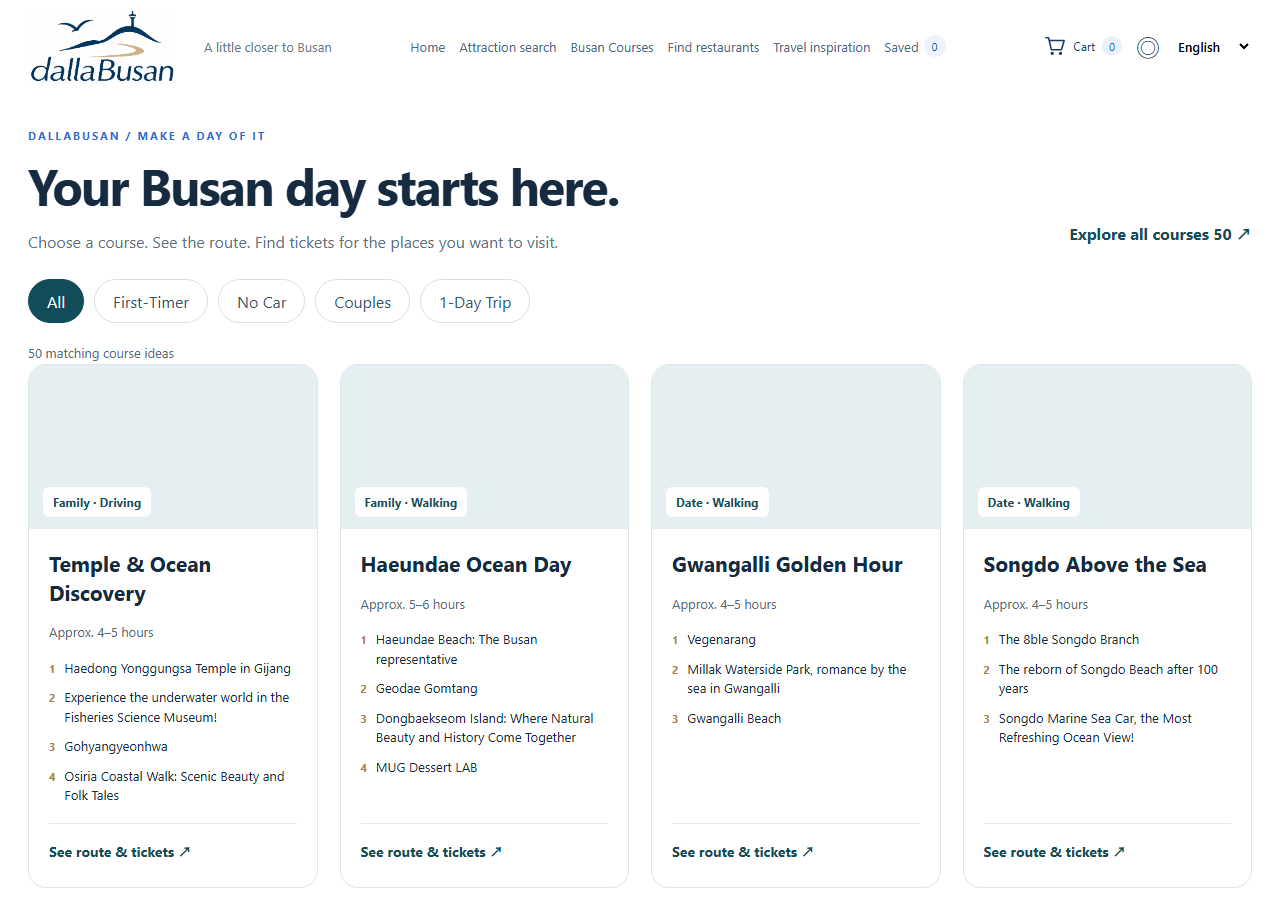 dallaBusan
A little closer to Busan
Home
Attraction search
Busan Courses
Find restaurants
Travel inspiration
Saved 0
Cart 0
English
DALLABUSAN / MAKE A DAY OF IT
Your Busan day starts here.
Choose a course. See the route. Find tickets for the places you want to visit.
Explore all courses 50 ↗
All
First-Timer
No Car
Couples
1-Day Trip
50 matching course ideas
Family · Driving
Temple & Ocean
Discovery
Approx. 4–5 hours
1 Haedong Yonggungsa Temple in Gijang
2 Experience the underwater world in the
Fisheries Science Museum!
3 Gohyangyeonhwa
4 Osiria Coastal Walk: Scenic Beauty and
Folk Tales
See route & tickets ↗
Family · Walking
Haeundae Ocean Day
Approx. 5–6 hours
1 Haeundae Beach: The Busan
representative
2 Geodae Gomtang
3 Dongbaekseom Island: Where Natural
Beauty and History Come Together
4 MUG Dessert LAB
See route & tickets ↗
Date · Walking
Gwangalli Golden Hour
Approx. 4–5 hours
1 Vegenarang
2 Millak Waterside Park, romance by the
sea in Gwangalli
3 Gwangalli Beach
See route & tickets ↗
Date · Walking
Songdo Above the Sea
Approx. 4–5 hours
1 The 8ble Songdo Branch
2 The reborn of Songdo Beach after 100
years
3 Songdo Marine Sea Car, the Most
Refreshing Ocean View!
See route & tickets ↗